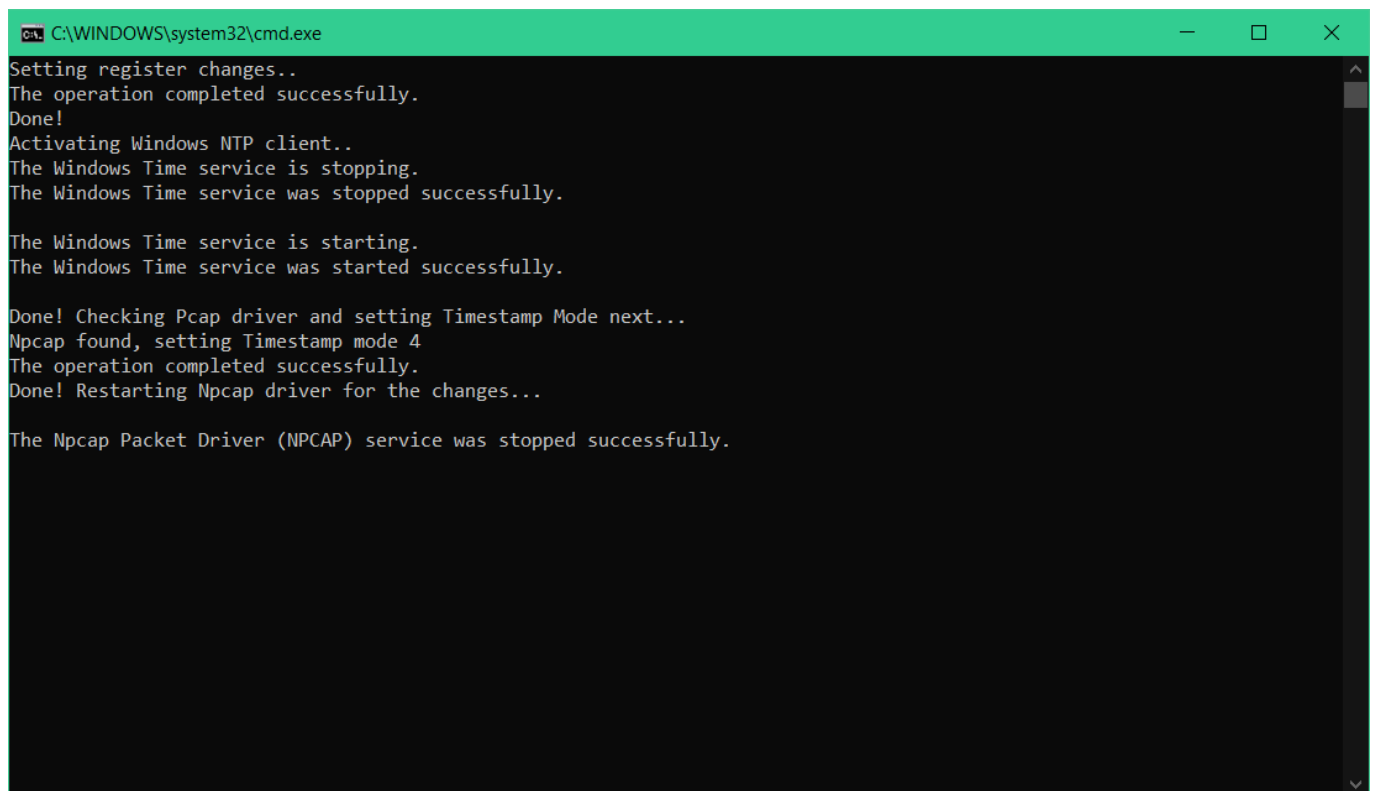 C:\WINDOWS\system32\cmd.exe
Setting register changes..
The operation completed successfully.
Done!
Activating Windows NTP client..
The Windows Time service is stopping.
The Windows Time service was stopped successfully.
The Windows Time service is starting.
The Windows Time service was started successfully.
Done! Checking Pcap driver and setting Timestamp Mode next...
Npcap found, setting Timestamp mode 4
The operation completed successfully.
Done! Restarting Npcap driver for the changes...
The Npcap Packet Driver (NPCAP) service was stopped successfully.